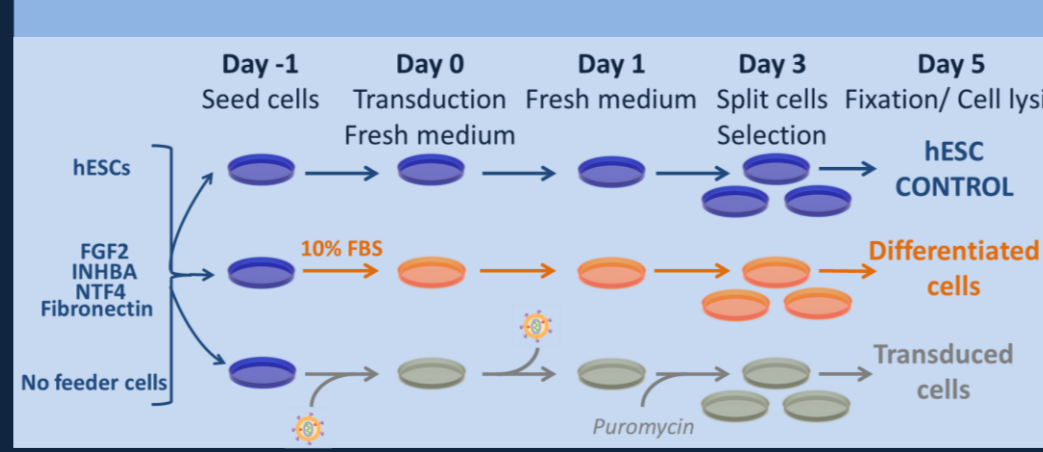 Day -1
Seed cells
Day 0
Transduction
Fresh medium
Day 1
Fresh medium
Day 3
Split cells
Selection
Day 5
Fixation/ Cell lysi
hESCs
hESC
CONTROL
FGF2
INHBA
NTF4
Fibronectin
10% FBS
Differentiated
cells
No feeder cells
Puromycin
Transduced
cells